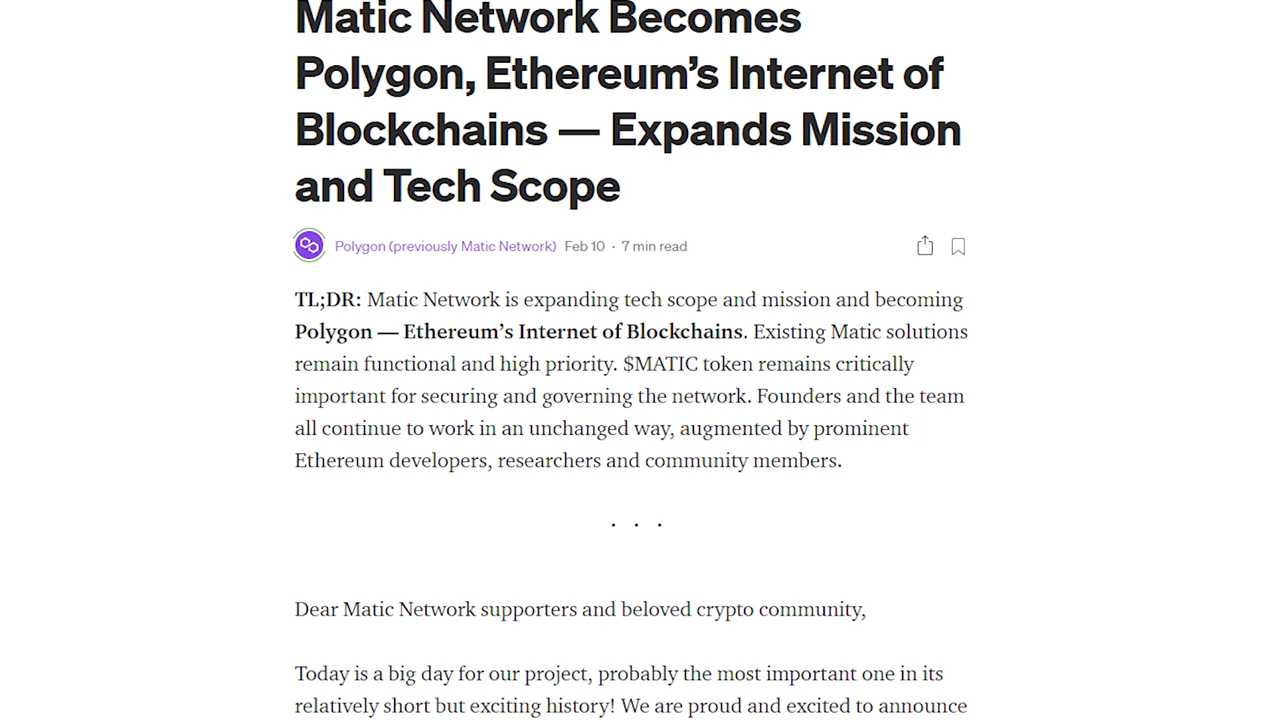 Matic Network Becomes
Polygon, Ethereum’s Internet of
Blockchains — Expands Mission
and Tech Scope
Polygon (previously Matic Network) Feb 10 · 7 min read
TL;DR: Matic Network is expanding tech scope and mission and becoming
Polygon — Ethereum’s Internet of Blockchains. Existing Matic solutions
remain functional and high priority. $MATIC token remains critically
important for securing and governing the network. Founders and the team
all continue to work in an unchanged way, augmented by prominent
Ethereum developers, researchers and community members.
. . .
Dear Matic Network supporters and beloved crypto community,
Today is a big day for our project, probably the most important one in its
relatively short but exciting history! We are proud and excited to announce